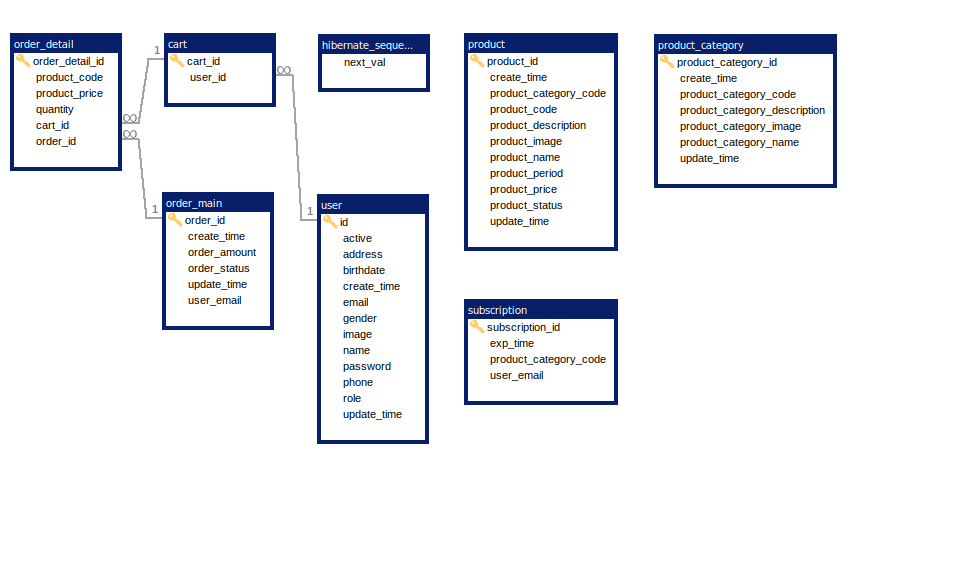 order_detail
order_detail_id
product_code
product_price
quantity
cart_id
order_id
1
∞
∞
cart
cart_id
user_id
∞
1
order_main
order_id
create_time
order_amount
order_status
update_time
user_email
hibernate_seque...
next_val
1
user
id
active
address
birthdate
create_time
email
gender
image
name
password
phone
role
update_time
product
product_id
create_time
product_category_code
product_code
product_description
product_image
product_name
product_period
product_price
product_status
update_time
subscription
subscription_id
exp_time
product_category_code
user_email
product_category
product_category_id
create_time
product_category_code
product_category_description
product_category_image
product_category_name
update_time